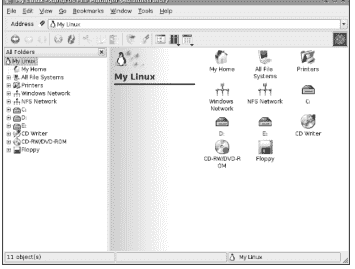 File Edit View Go Bookmarks Window Tools Help
Address My Linux
All Folders
My Linux
My Home
All File Systems
Printers
Windows Network
NFS Network
C:
D:
E:
CD Writer
CD-RW/DVD-ROM
Floppy
My Linux
My Home
All File
Systems
Printers
Windows
Network
NFS Network
C:
D:
E:
CD Writer
CD-RW/DVD-R
OM
Floppy
11 object(s)
My Linux